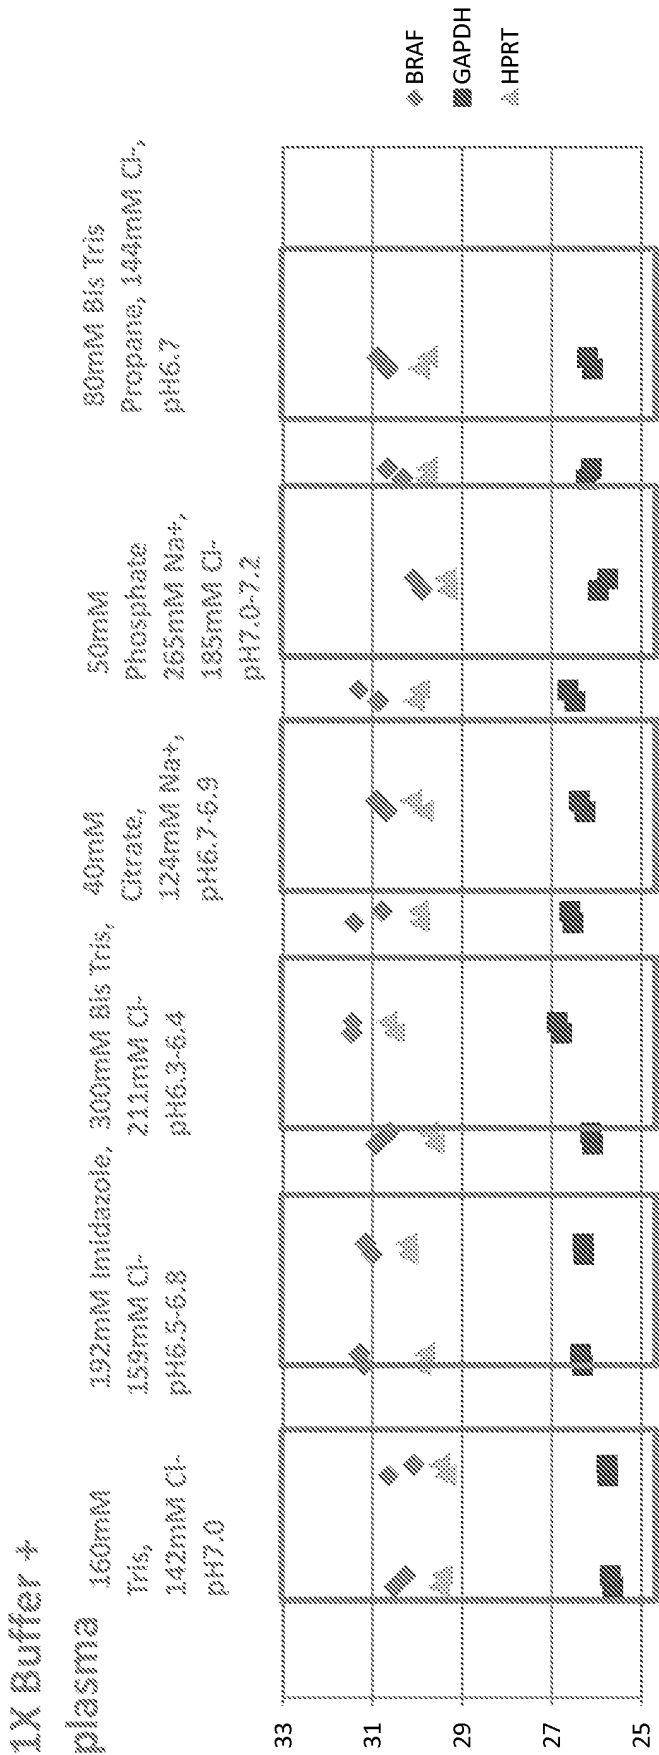 1X Buffer +
plasma
160mM
Tris,
142mM Cl-
pH7.0
192mM Imidazole,
159mM Cl-
pH6.5-6.8
300mM Bis Tris,
211mM Cl-
pH6.3-6.4
40mM
Citrate,
124mM Na+,
pH6.7-6.9
50mM
Phosphate
265mM Na+,
185mM Cl-
pH7.0-7.2
80mM Bis Tris
Propane, 144mM Cl-,
pH6.7
33
31
29
27
25
BRAF
GAPDH
HPRT